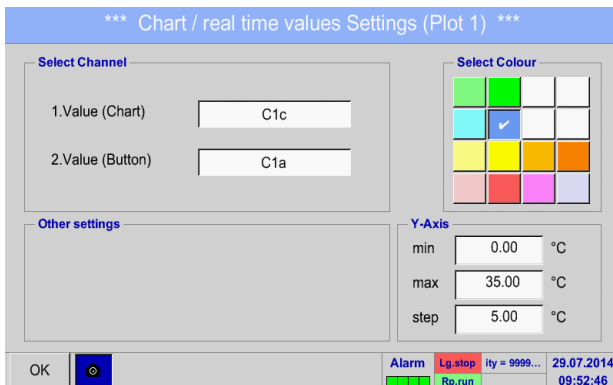 *** Chart / real time values Settings (Plot 1) ***
Select Channel
1.Value (Chart) C1c
2.Value (Button) C1a
Select Colour
Other settings
Y-Axis
min 0.00 °C
max 35.00 °C
step 5.00 °C
OK
Alarm Lg.stop ity = 9999... 29.07.2014
Rp.run 09:52:46